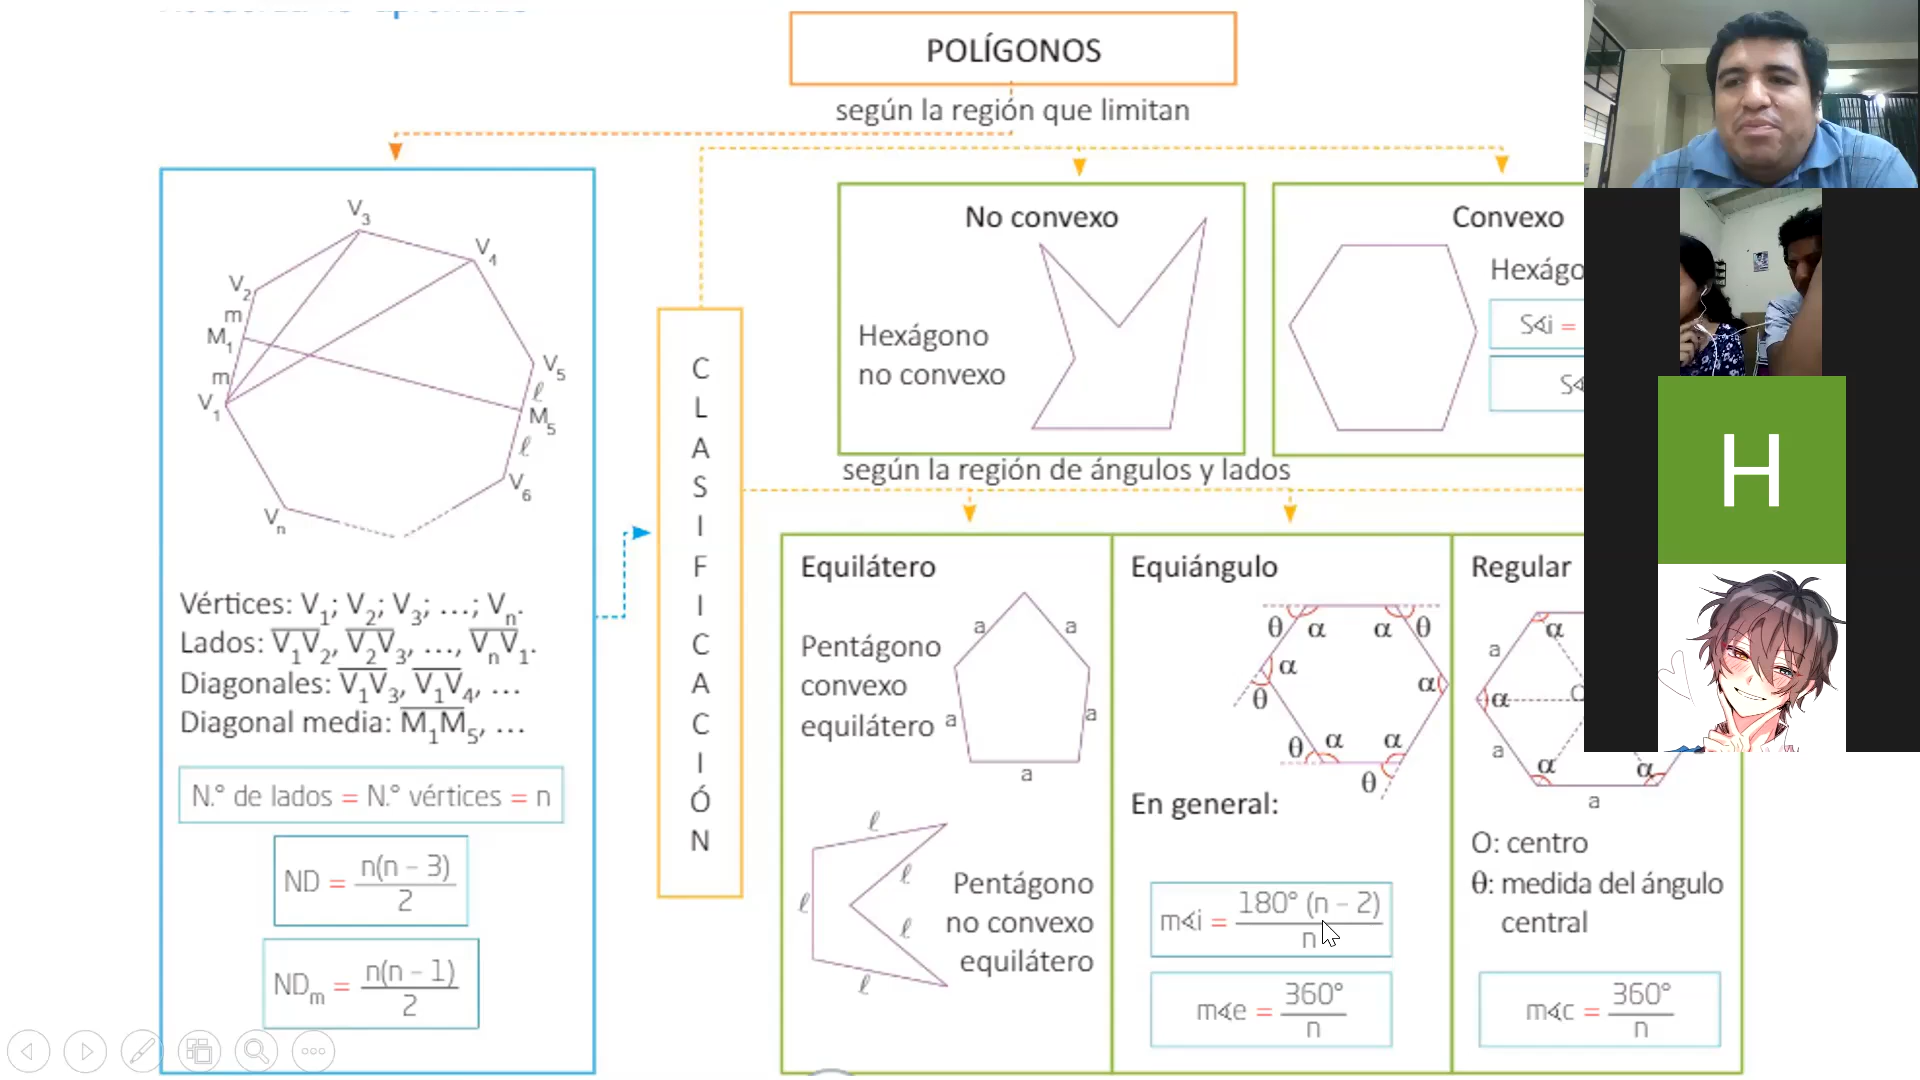 POLÍGONOS
según la región que limitan
V3
V4
V2
m
M1
m
V1
V5
ℓ
M5
ℓ
V6
Vn
Vértices: V1; V2; V3; ...; Vn.
Lados: V1V2, V2V3, ..., VnV1.
Diagonales: V1V3, V1V4, ...
Diagonal media: M1M5, ...
N.° de lados = N.° vértices = n
ND = n(n – 3)/2
NDm = n(n – 1)/2
CLASIFICACIÓN
No convexo
Hexágono
no convexo
Convexo
Hexágo
S∢i =
S∢
según la región de ángulos y lados
Equilátero
Pentágono
convexo
equilátero
a a
a a
a
ℓ
ℓ
ℓ
ℓ
ℓ
Pentágono
no convexo
equilátero
Equiángulo
θ α α θ
α α
θ
θ α α
θ
En general:
m∢i = 180° (n – 2)/n
m∢e = 360°/n
Regular
α
a
α
a
α α
a
O: centro
θ: medida del ángulo
central
m∢c = 360°/n
H